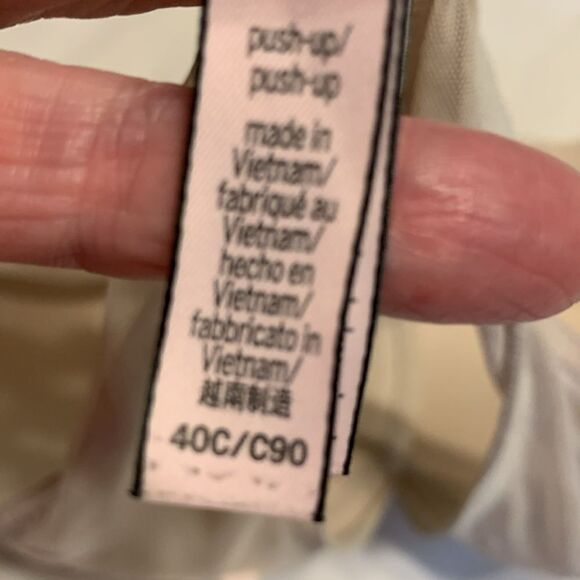 push-up/
push-up
made in
Vietnam/
fabriqué au
Vietnam/
hecho en
Vietnam/
fabbricato in
Vietnam/
越南制造
40C/C90